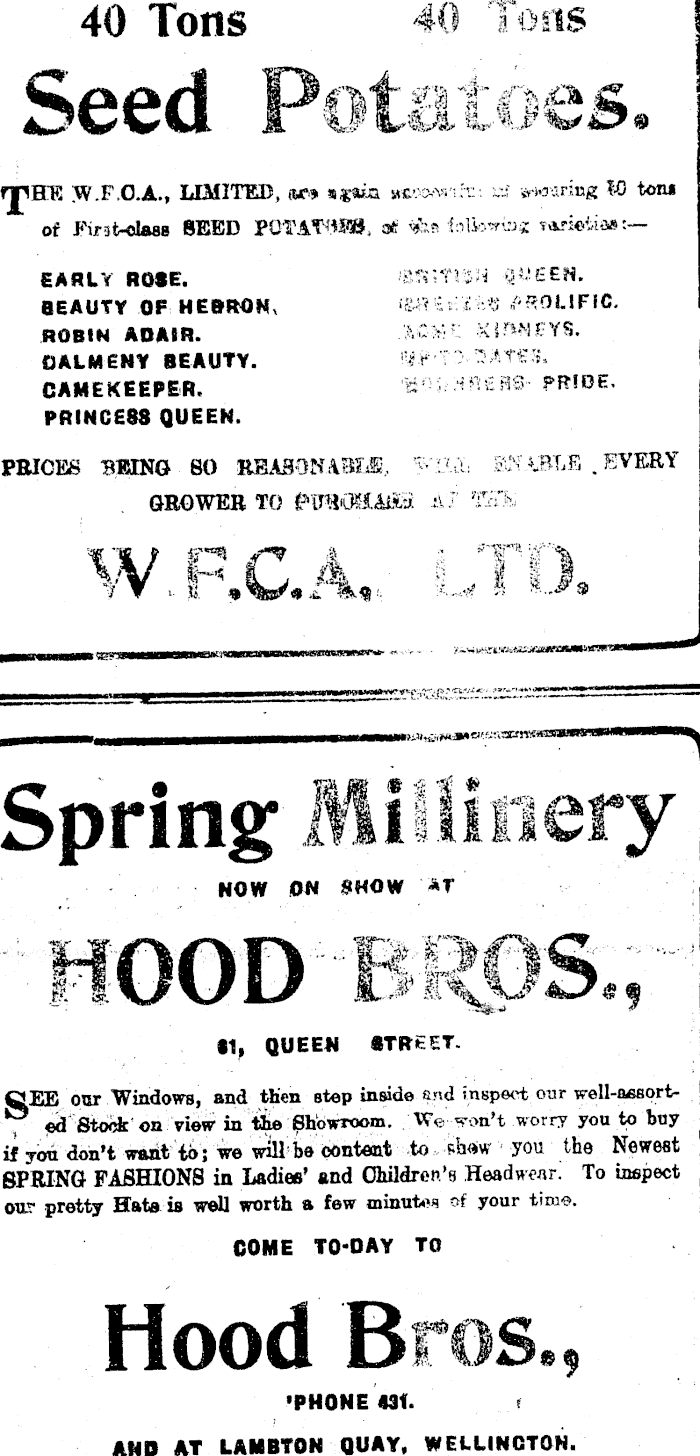 40 Tons 40 Tons
Seed Potatoes.
THE W.F.C.A., LIMITED, are again securing 40 tons
of First-class SEED POTATOES, of the following varieties:—
EARLY ROSE.
BEAUTY OF HEBRON,
ROBIN ADAIR.
DALMENY BEAUTY.
GAMEKEEPER.
PRINCESS QUEEN.
BRITISH QUEEN.
PROLIFIC.
ACME KIDNEYS.
UP-TO-DATES.
PRIDE.
PRICES BEING SO REASONABLE, WILL ENABLE EVERY
GROWER TO PURCHASE AT THE
W.F.C.A., LTD.
Spring Millinery
NOW ON SHOW AT
HOOD BROS.,
61, QUEEN STREET.
SEE our Windows, and then step inside and inspect our well-assort-
ed Stock on view in the Showroom. We won't worry you to buy
if you don't want to; we will be content to show you the Newest
SPRING FASHIONS in Ladies' and Children's Headwear. To inspect
our pretty Hats is well worth a few minutes of your time.
COME TO-DAY TO
Hood Bros.,
'PHONE 431.
AND AT LAMBTON QUAY, WELLINGTON.